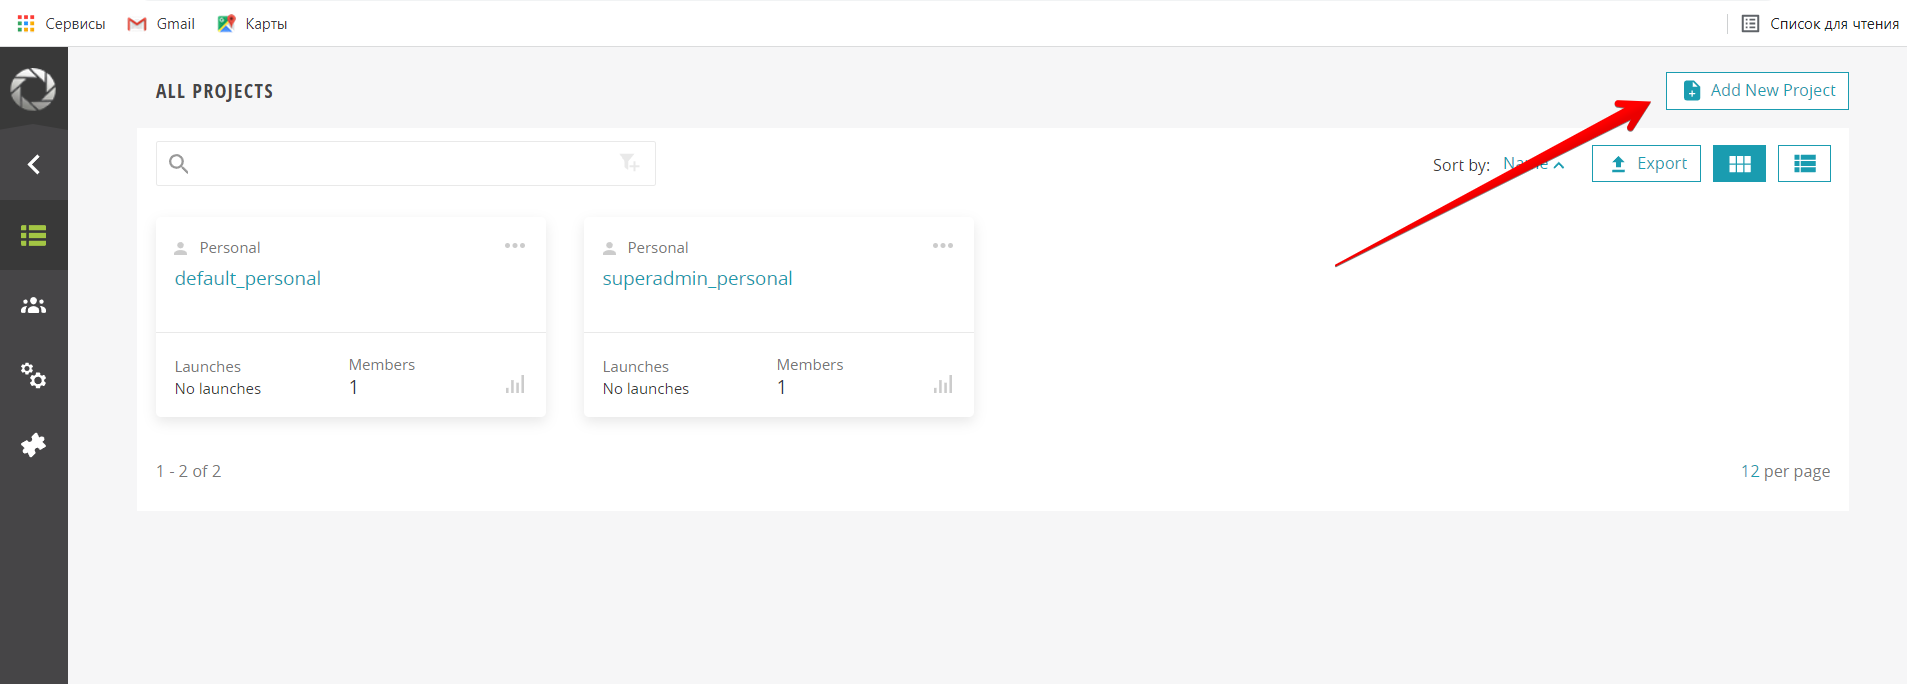 Сервисы Gmail Карты Список для чтения
ALL PROJECTS Add New Project
Sort by: Name Export
Personal Personal
default_personal superadmin_personal
Launches Members Launches Members
No launches 1 No launches 1
1 - 2 of 2 12 per page